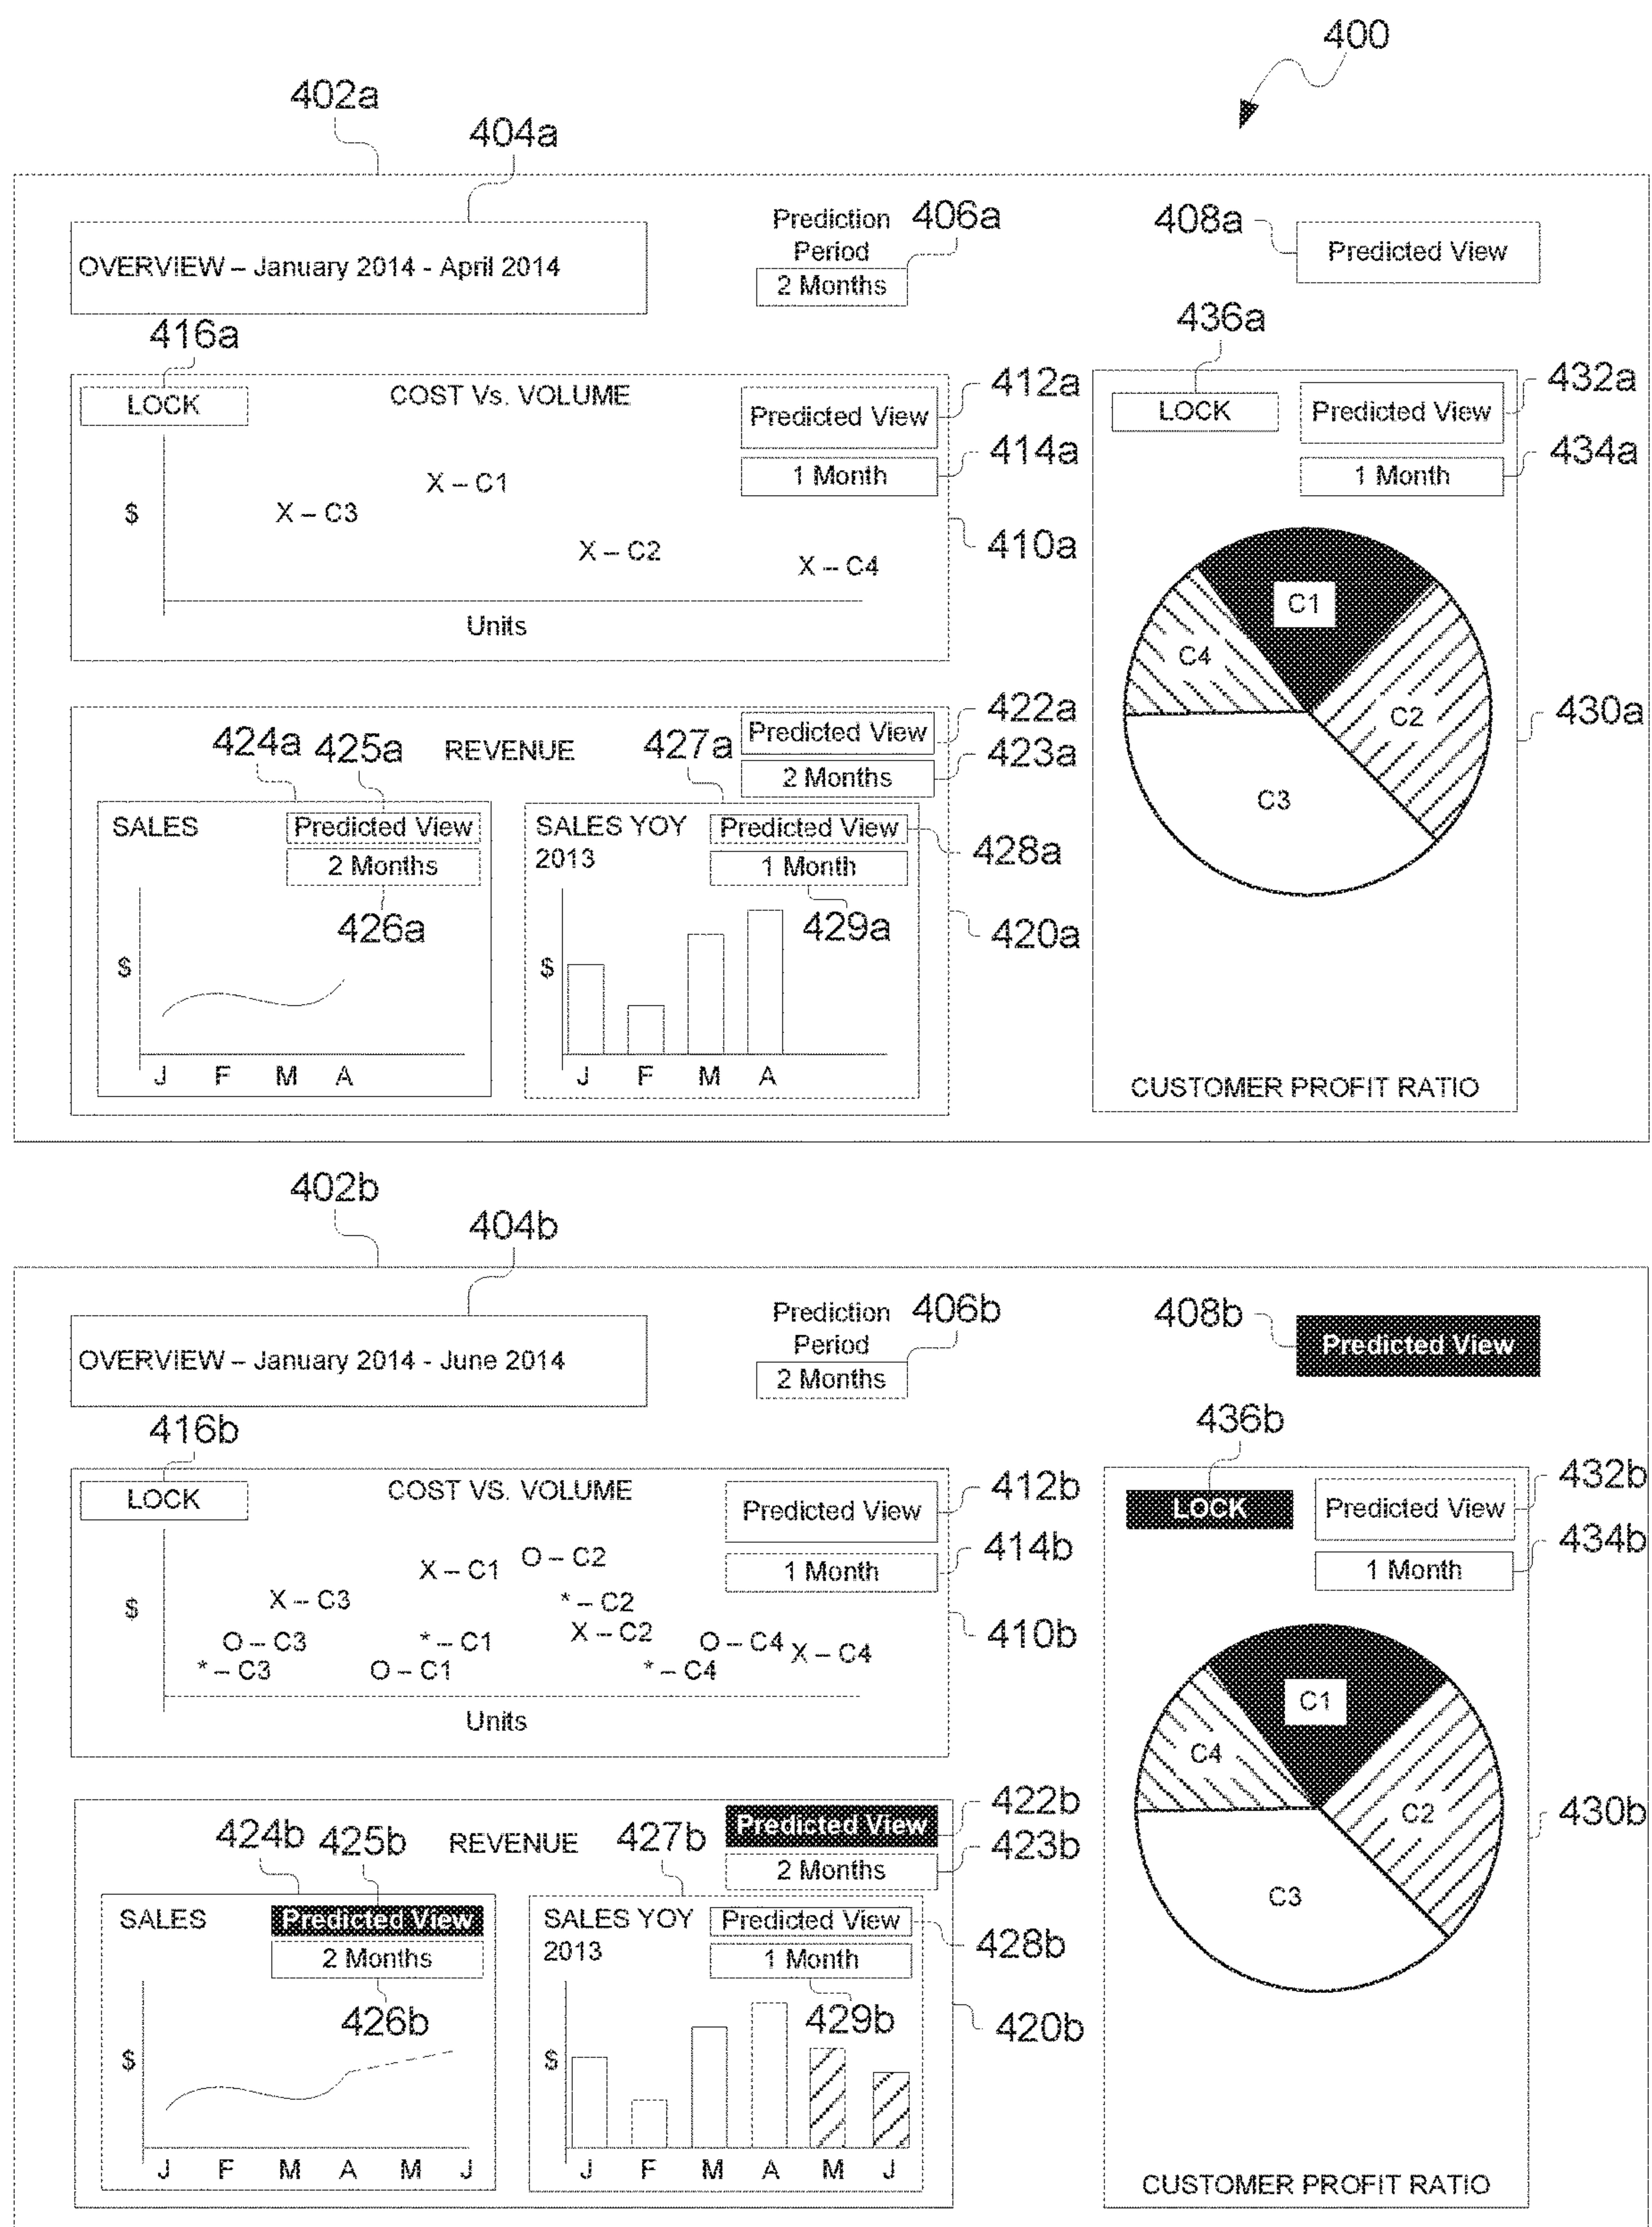 400
402a
404a
OVERVIEW – January 2014 - April 2014
Prediction
Period
406a
2 Months
408a
Predicted View
416a
LOCK
COST Vs. VOLUME
Predicted View
412a
1 Month
414a
$
X – C1
X – C3
X – C2
X – C4
Units
410a
436a
LOCK
Predicted View
432a
1 Month
434a
C1
C4
C2
C3
430a
CUSTOMER PROFIT RATIO
424a
425a
REVENUE
427a
Predicted View
422a
2 Months
423a
SALES
Predicted View
2 Months
426a
$
J F M A
SALES YOY
2013
Predicted View
428a
1 Month
429a
$
J F M A
420a
402b
404b
OVERVIEW – January 2014 - June 2014
Prediction
Period
406b
2 Months
408b
Predicted View
416b
LOCK
COST VS. VOLUME
Predicted View
412b
1 Month
414b
$
X – C1
O – C2
X – C3
* – C2
O – C3
* – C1
X – C2
O – C4
X – C4
* – C3
O – C1
* – C4
Units
410b
436b
LOCK
Predicted View
432b
1 Month
434b
C1
C4
C2
C3
430b
CUSTOMER PROFIT RATIO
424b
425b
REVENUE
427b
Predicted View
422b
2 Months
423b
SALES
Predicted View
2 Months
426b
$
J F M A M J
SALES YOY
2013
Predicted View
428b
1 Month
429b
$
J F M A M J
420b